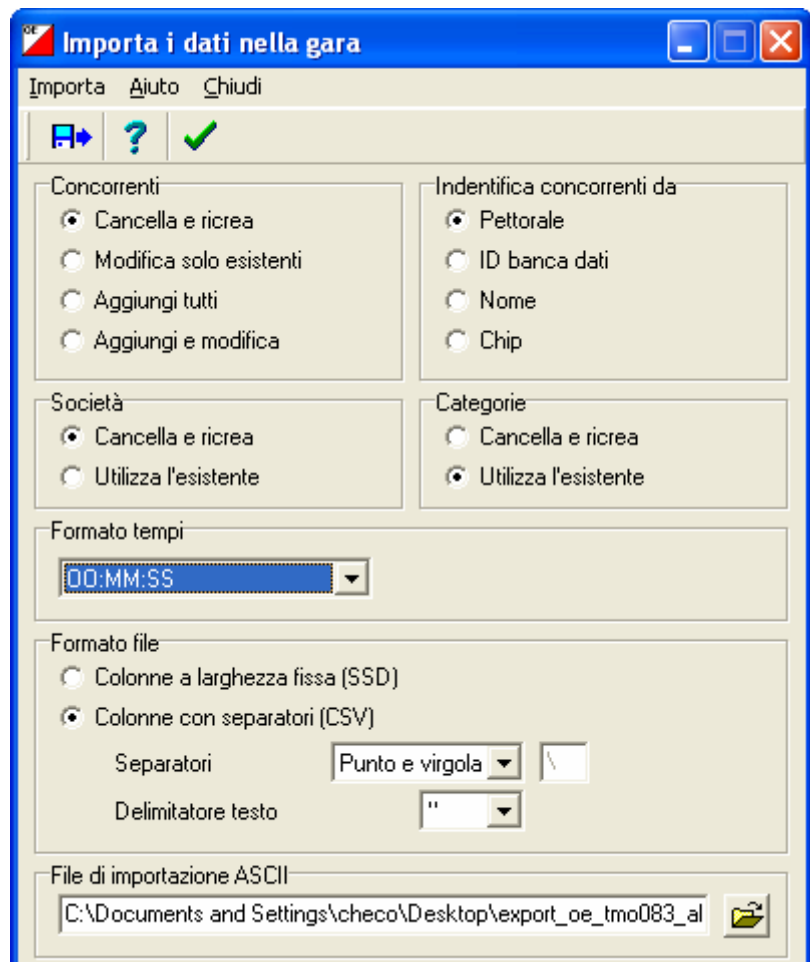 OE
Importa i dati nella gara
Importa Aiuto Chiudi
?
Concorrenti
Cancella e ricrea
Modifica solo esistenti
Aggiungi tutti
Aggiungi e modifica
Indentifica concorrenti da
Pettorale
ID banca dati
Nome
Chip
Società
Cancella e ricrea
Utilizza l'esistente
Categorie
Cancella e ricrea
Utilizza l'esistente
Formato tempi
OO:MM:SS
Formato file
Colonne a larghezza fissa (SSD)
Colonne con separatori (CSV)
Separatori Punto e virgola \
Delimitatore testo "
File di importazione ASCII
C:\Documents and Settings\checo\Desktop\export_oe_tmo083_al